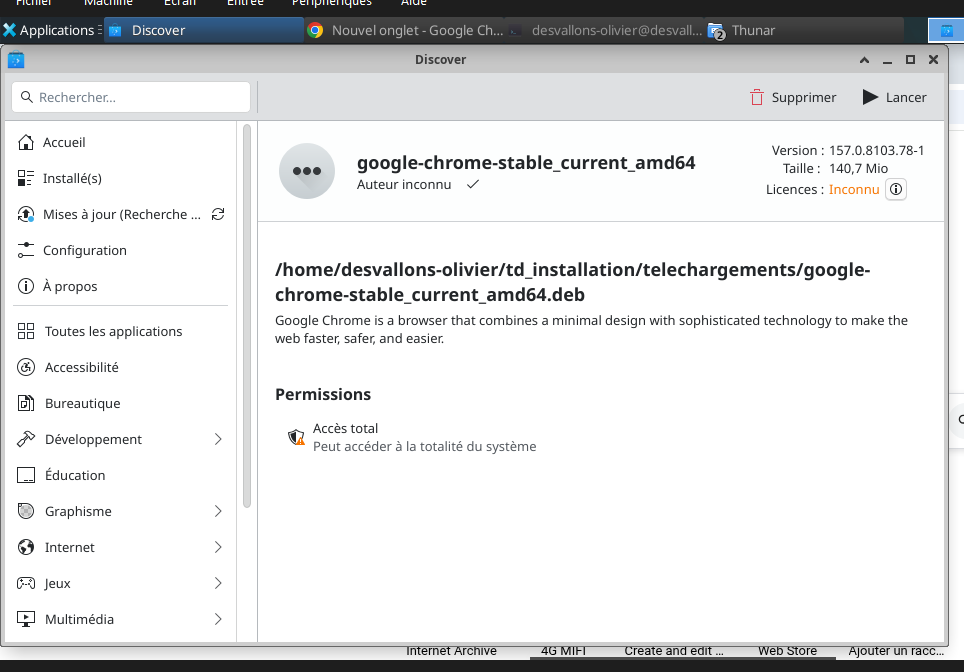 Fichier Machine Écran Entrée Périphériques Aide
Applications Discover Nouvel onglet - Google Ch... desvallons-olivier@desvall... 2 Thunar
Discover
Rechercher...
Supprimer Lancer
Accueil
Installé(s)
Mises à jour (Recherche ...
Configuration
À propos
Toutes les applications
Accessibilité
Bureautique
Développement
Éducation
Graphisme
Internet
Jeux
Multimédia
google-chrome-stable_current_amd64
Auteur inconnu
Version : 157.0.8103.78-1
Taille : 140,7 Mio
Licences : Inconnu
/home/desvallons-olivier/td_installation/telechargements/google-
chrome-stable_current_amd64.deb
Google Chrome is a browser that combines a minimal design with sophisticated technology to make the
web faster, safer, and easier.
Permissions
Accès total
Peut accéder à la totalité du système
Internet Archive 4G MIFI Create and edit ... Web Store Ajouter un racc...